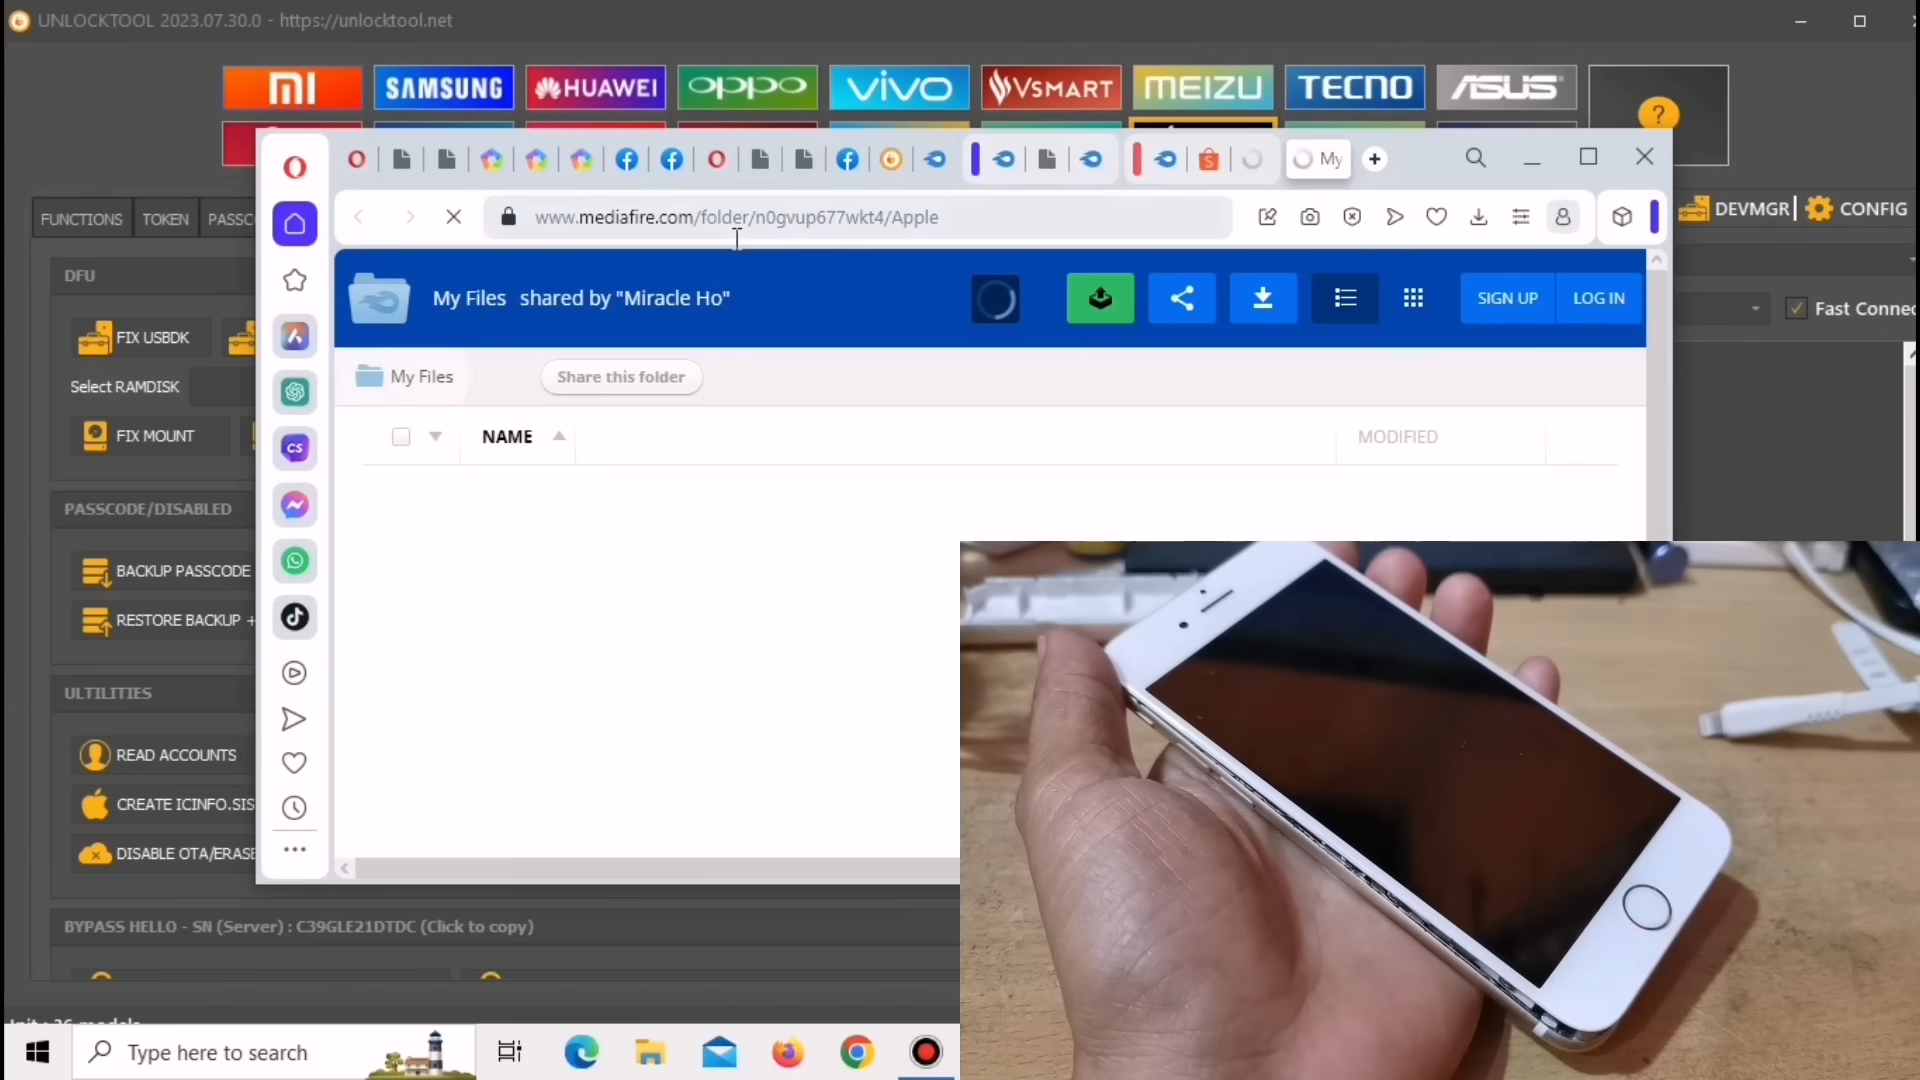 UNLOCKTOOL 2023.07.30.0 - https://unlocktool.net
MI SAMSUNG HUAWEI oppo vivo VSMART MEIZU TECNO ASUS ?
My
FUNCTIONS TOKEN PASSC
www.mediafire.com/folder/n0gvup677wkt4/Apple
DEVMGR CONFIG
DFU
My Files shared by "Miracle Ho"
SIGN UP LOG IN
Fast Connec
FIX USBDK
Select RAMDISK
My Files Share this folder
FIX MOUNT
NAME MODIFIED
CS
PASSCODE/DISABLED
BACKUP PASSCODE
RESTORE BACKUP +
ULTILITIES
READ ACCOUNTS
CREATE ICINFO.SIS
DISABLE OTA/ERASE
BYPASS HELLO - SN (Server) : C39GLE21DTDC (Click to copy)
Type here to search